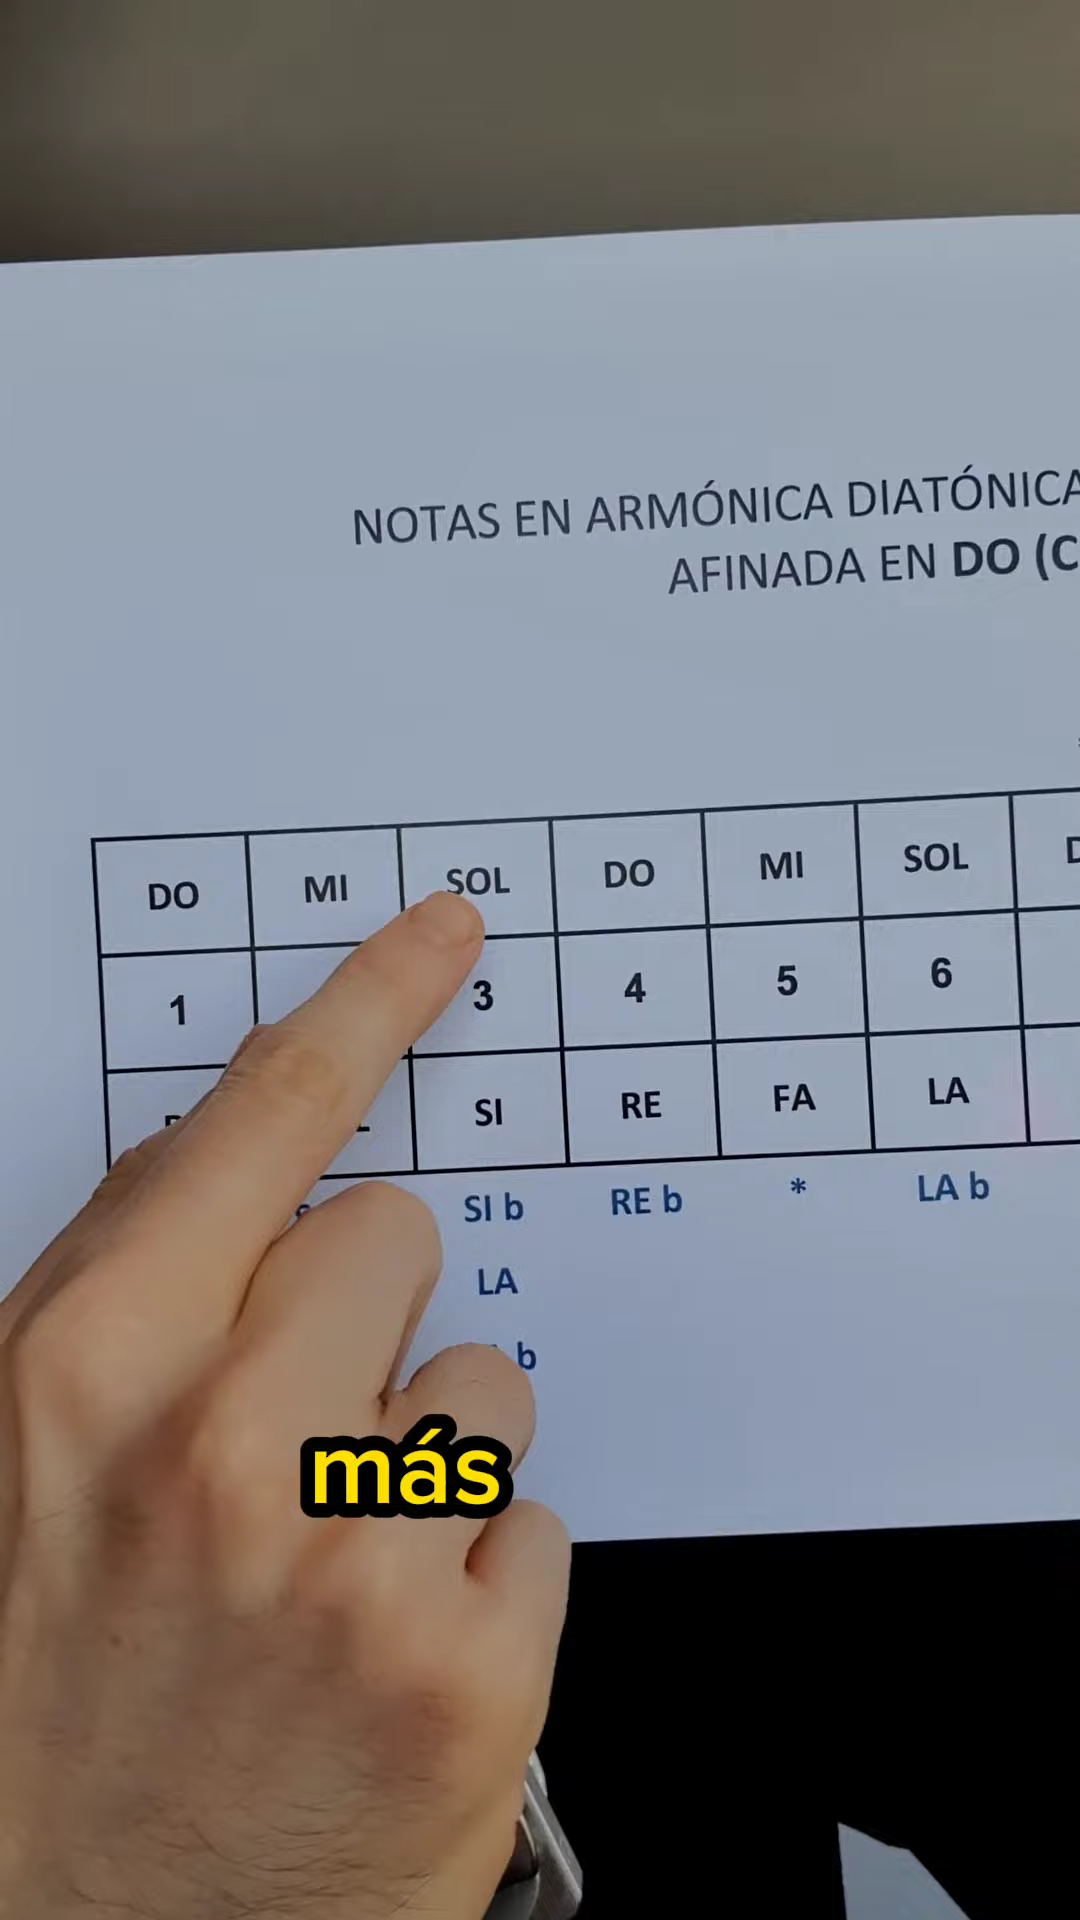 NOTAS EN ARMÓNICA DIATÓNICA
AFINADA EN DO (C
DO MI SOL DO MI SOL
1 3 4 5 6
SI RE FA LA
SI b RE b * LA b
LA
b
más